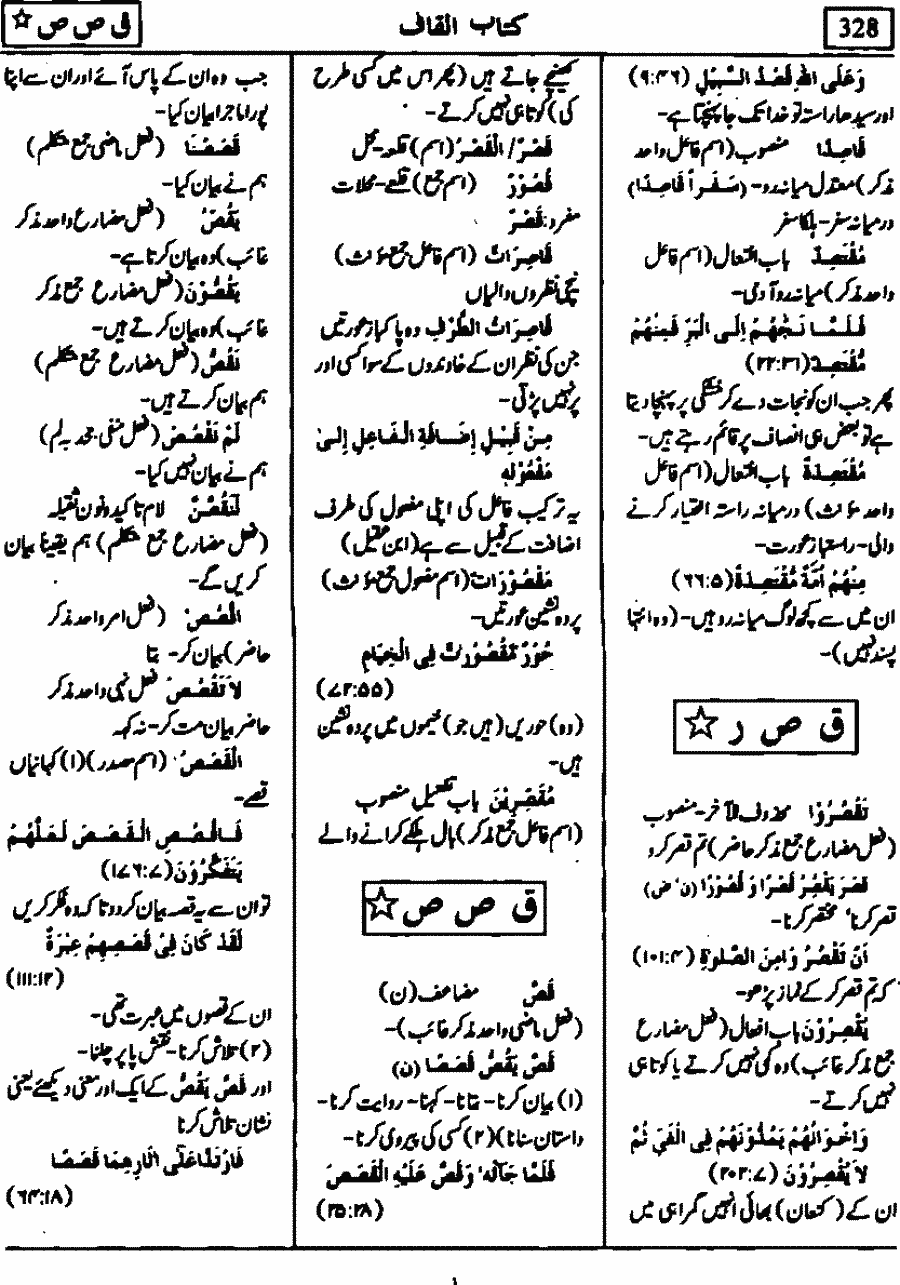 328
كتاب القاف
ق ص ص ☆
وَعَلَى اللّٰهِ قَصْدُ السَّبِيْلِ (۹:۳۶)
اور سیدھا راستہ تو خدا تک جا پہنچتا ہے۔
قَاصِدًا منصوب (اسم فاعل واحد
مذکر) معتدل میانہ رو۔ (سَفَراً قَاصِدًا)
درمیانہ سفر۔ ہلکا سفر
مُقْتَصِدٌ باب افتعال (اسم فاعل
واحد مذکر) میانہ رو آدمی۔
فَلَمَّا نَجّٰهُمْ اِلَى الْبَرِّ فَمِنْهُمْ
مُّقْتَصِدٌ (۳۲:۳۱)
پھر جب ان کو نجات دے کر خشکی پر پہنچا دیتا
ہے تو بعض ہی انصاف پر قائم رہتے ہیں۔
مُقْتَصِدَةٌ باب افتعال (اسم فاعل
واحد مؤنث) درمیانہ راستہ اختیار کرنے
والی۔ راستباز عورت۔
مِنْهُمْ اُمَّةٌ مُّقْتَصِدَةٌ (۶۶:۵)
ان میں سے کچھ لوگ میانہ رو ہیں۔ (وہ انتہا
پسند نہیں)۔
ق ص ر ☆
تَقْصُرُوْا محذوف الآخر۔ منصوب
(فعل مضارع جمع مذکر حاضر) تم قصر کرو
قَصَرَ يَقْصُرُ قَصْرًا وَ قُصُوْرًا (ن، ض)
قصر کرنا، مختصر کرنا۔
اَنْ تَقْصُرُوْا مِنَ الصَّلٰوةِ (۱۰۱:۴)
کہ تم قصر کر کے نماز پڑھو۔
يُقْصِرُوْنَ باب افعال (فعل مضارع
جمع مذکر غائب) وہ کمی نہیں کرتے یا کوتاہی
نہیں کرتے۔
وَاِخْوَانُهُمْ يَمُدُّوْنَهُمْ فِى الْغَىِّ ثُمَّ
لَا يُقْصِرُوْنَ (۲۰۲:۷)
ان کے (کنعان) بھائی انہیں گمراہی میں
کھینچے جاتے ہیں (پھر اس میں کسی طرح
کی) کوتاہی نہیں کرتے۔
قَصْرٌ/ الْقَصْرُ (اسم) قلعہ۔ محل
قُصُوْرٌ (اسم جمع) قلعے۔ محلات
مفرد: قَصْرٌ
قَاصِرَاتُ (اسم فاعل جمع مؤنث)
نیچی نظروں والیاں
قَاصِرَاتُ الطَّرْفِ وہ پاکباز عورتیں
جن کی نظر ان کے خاوندوں کے سوا کسی اور
پر نہیں پڑتی۔
مِنْ قَبِيْلِ اِضَافَةِ الْفَاعِلِ اِلىٰ
مَفْعُوْلِهِ
یہ ترکیب فاعل کی اپنی مفعول کی طرف
اضافت کے قبیل سے ہے (ابن عقیل)
مَقْصُوْرَات (اسم مفعول جمع مؤنث)
پردہ نشین عورتیں۔
حُوْرٌ مَّقْصُوْرٰتٌ فِى الْخِيَامِ
(۷۲:۵۵)
(وہ) حوریں (ہیں جو) خیموں میں پردہ نشین
ہیں۔
مُقَصِّرِيْنَ باب تفعیل منصوب
(اسم فاعل جمع مذکر) بال ہلکے کرانے والے
ق ص ص ☆
قَصَّ مضاعف (ن)
(فعل ماضی واحد مذکر غائب)۔
قَصَّ يَقُصُّ قَصَصًا (ن)
(۱) بیان کرنا۔ بتانا۔ کہنا۔ روایت کرنا۔
داستان سنانا) (۲) کسی کی پیروی کرنا۔
فَلَمَّا جَآئَهٗ وَقَصَّ عَلَيْهِ الْقَصَصَ
(۲۵:۲۸)
جب وہ ان کے پاس آئے اور ان سے اپنا
پورا ماجرا بیان کیا۔
قَصَصْنَا (فعل ماضی جمع متکلم)
ہم نے بیان کیا۔
يَقُصُّ (فعل مضارع واحد مذکر
غائب) وہ بیان کرتا ہے۔
يَقُصُّوْنَ (فعل مضارع جمع مذکر
غائب) وہ بیان کرتے ہیں۔
نَقُصُّ (فعل مضارع جمع متکلم)
ہم بیان کرتے ہیں۔
لَمْ نَقْصُصْ (فعل منفی جحد بہ لم)
ہم نے بیان نہیں کیا۔
لَنَقُصَّنَّ لام تاکید و نون ثقیلہ
(فعل مضارع جمع متکلم) ہم یقیناً بیان
کریں گے۔
اقْصُصْ (فعل امر واحد مذکر
حاضر) بیان کر۔ بتا
لَا تَقْصُصْ فعل نہی واحد مذکر
حاضر بیان مت کر۔ نہ کہہ
الْقَصَصُ (اسم مصدر) (۱) کہانیاں
قصے۔
فَاقْصُصِ الْقَصَصَ لَعَلَّهُمْ
يَتَفَكَّرُوْنَ (۱۷۶:۷)
تو ان سے یہ قصہ بیان کر دو تاکہ وہ فکر کریں
لَقَدْ كَانَ فِىْ قَصَصِهِمْ عِبْرَةٌ
(۱۱۱:۱۲)
ان کے قصوں میں عبرت تھی۔
(۲) تلاش کرنا۔ نقش پا پر چلنا۔
اور قَصَّ يَقُصُّ کے ایک اور معنی دیکھئے یعنی
نشان تلاش کرنا
فَارْتَدَّا عَلٰى اٰثَارِهِمَا قَصَصًا
(۶۴:۱۸)